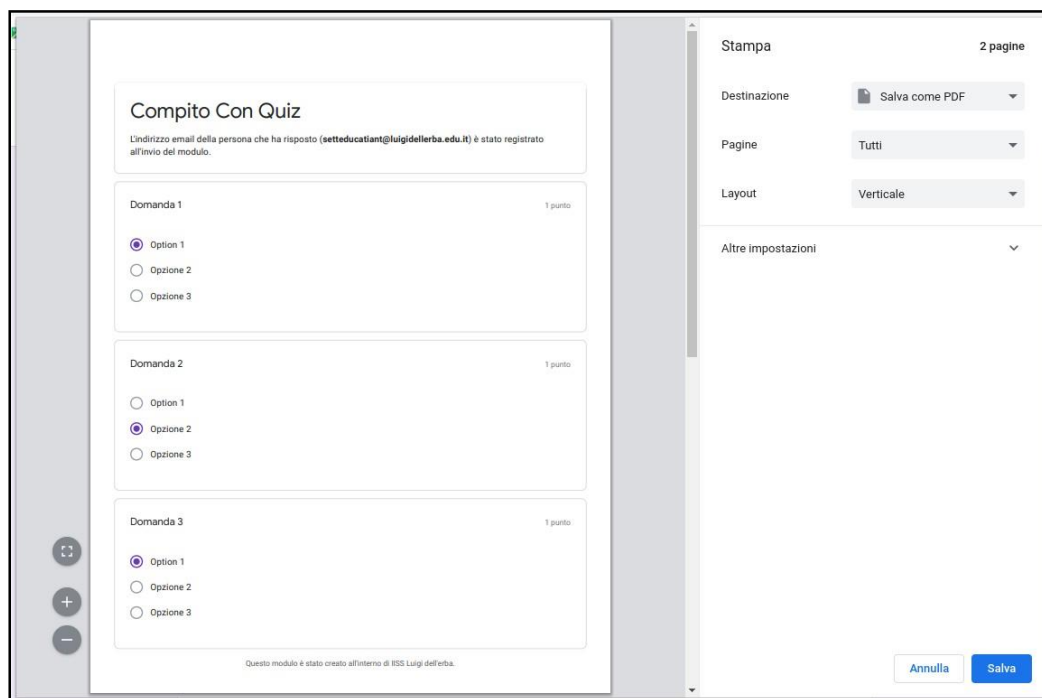 Compito Con Quiz
L'indirizzo email della persona che ha risposto (setteducatiant@luigidellerba.edu.it) è stato registrato
all'invio del modulo.
Domanda 1 1 punto
Option 1
Opzione 2
Opzione 3
Domanda 2 1 punto
Option 1
Opzione 2
Opzione 3
Domanda 3 1 punto
Option 1
Opzione 2
Opzione 3
Questo modulo è stato creato all'interno di IISS Luigi dell'erba.
Stampa 2 pagine
Destinazione Salva come PDF
Pagine Tutti
Layout Verticale
Altre impostazioni
Annulla Salva